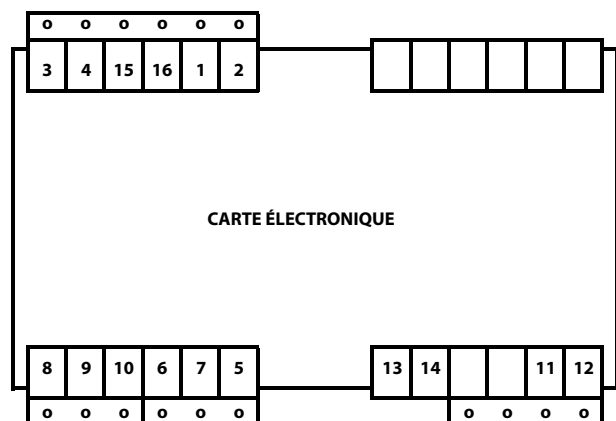 o o o o o o
3 4 15 16 1 2
CARTE ÉLECTRONIQUE
8 9 10 6 7 5 13 14 11 12
o o o o o o o o o o